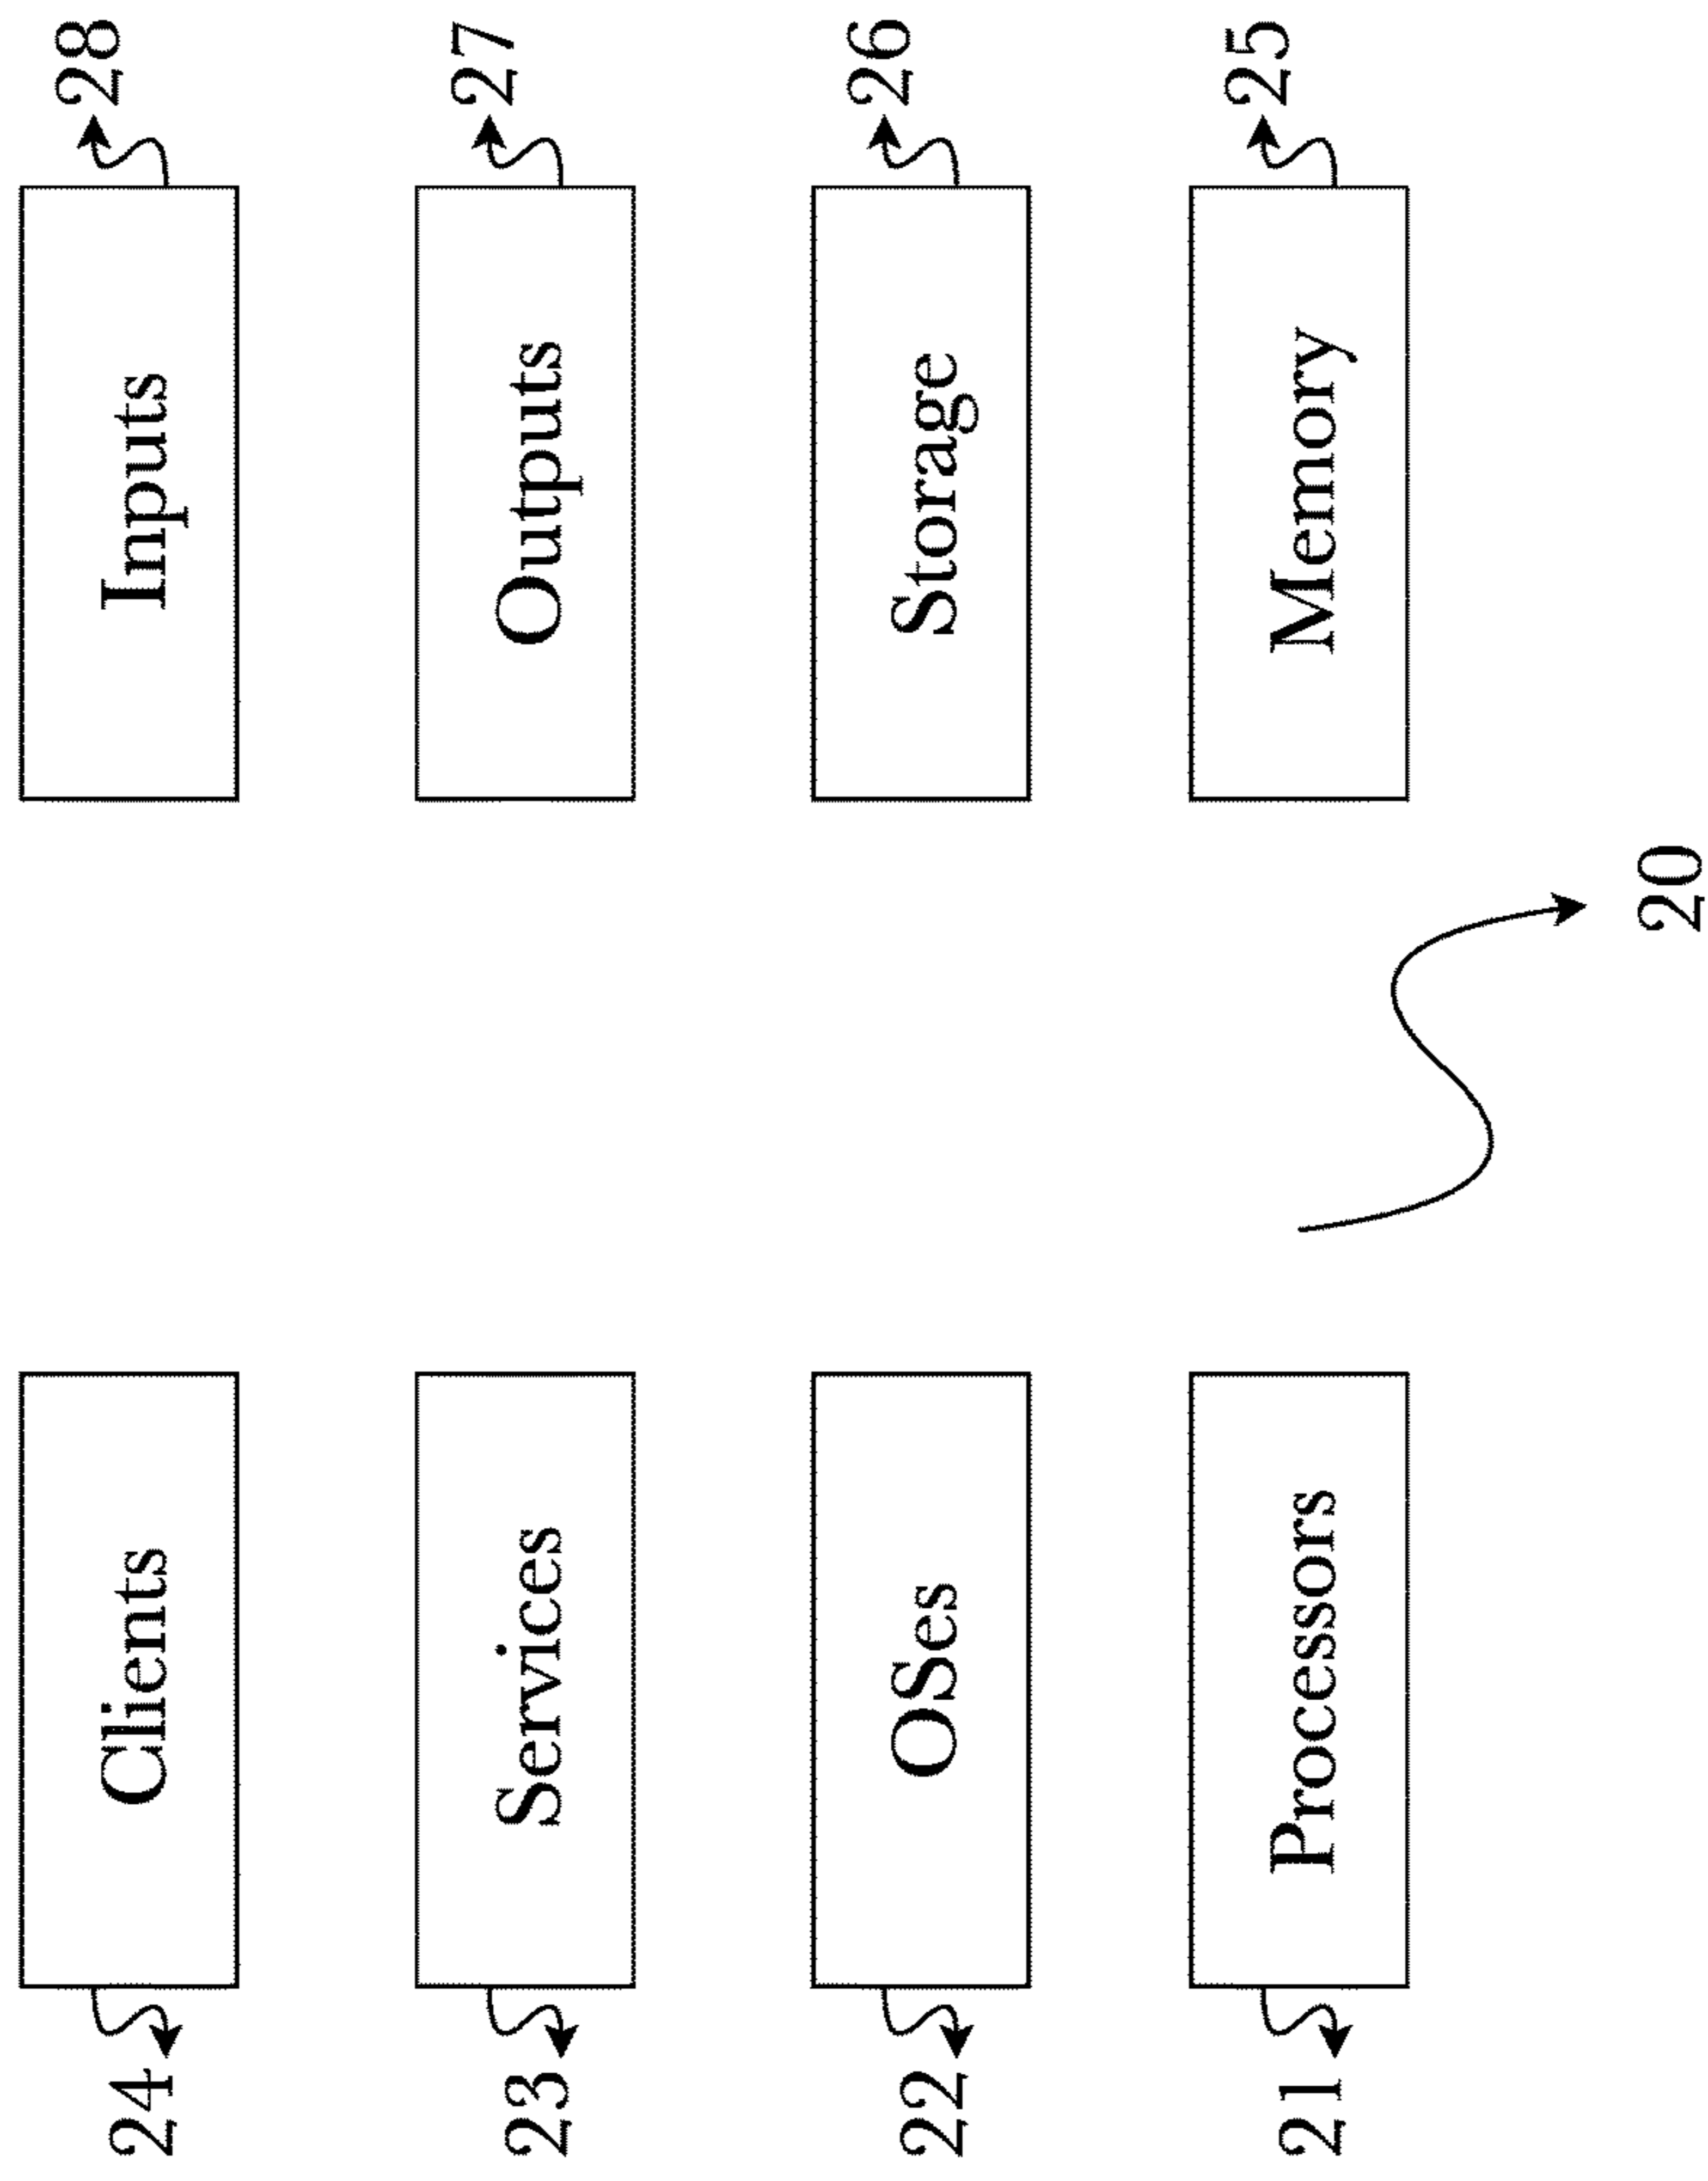 24 Clients Inputs 28
23 Services Outputs 27
22 OSes Storage 26
21 Processors Memory 25
20